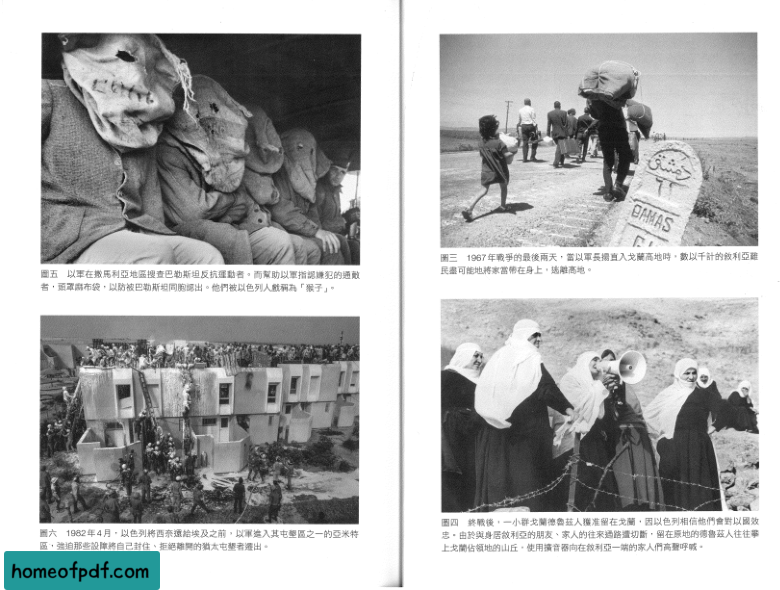 圖五　以軍在撒馬利亞地區搜查巴勒斯坦反抗運動者。而幫助以軍指認嫌犯的通敵
者，頭罩麻布袋，以防被巴勒斯坦同胞認出。他們被以色列人戲稱為「猴子」。
圖六　1982年4月，以色列將西奈還給埃及之前，以軍進入其屯墾區之一的亞米特
區，強迫那些設障將自己封住、拒絕離開的猶太屯墾者遷出。
homeofpdf.com
دمشق
DAMAS
圖三　1967年戰爭的最後兩天，當以軍長揚直入戈蘭高地時，數以千計的敘利亞難
民盡可能地將家當帶在身上，逃離高地。
圖四　終戰後，一小群戈蘭德魯茲人獲准留在戈蘭，因以色列相信他們會對以國效
忠。由於與身居敘利亞的朋友、家人的往來通路遭切斷，留在原地的德魯茲人往往攀
上戈蘭佔領地的山丘，使用擴音器向在敘利亞一端的家人們高聲呼喊。